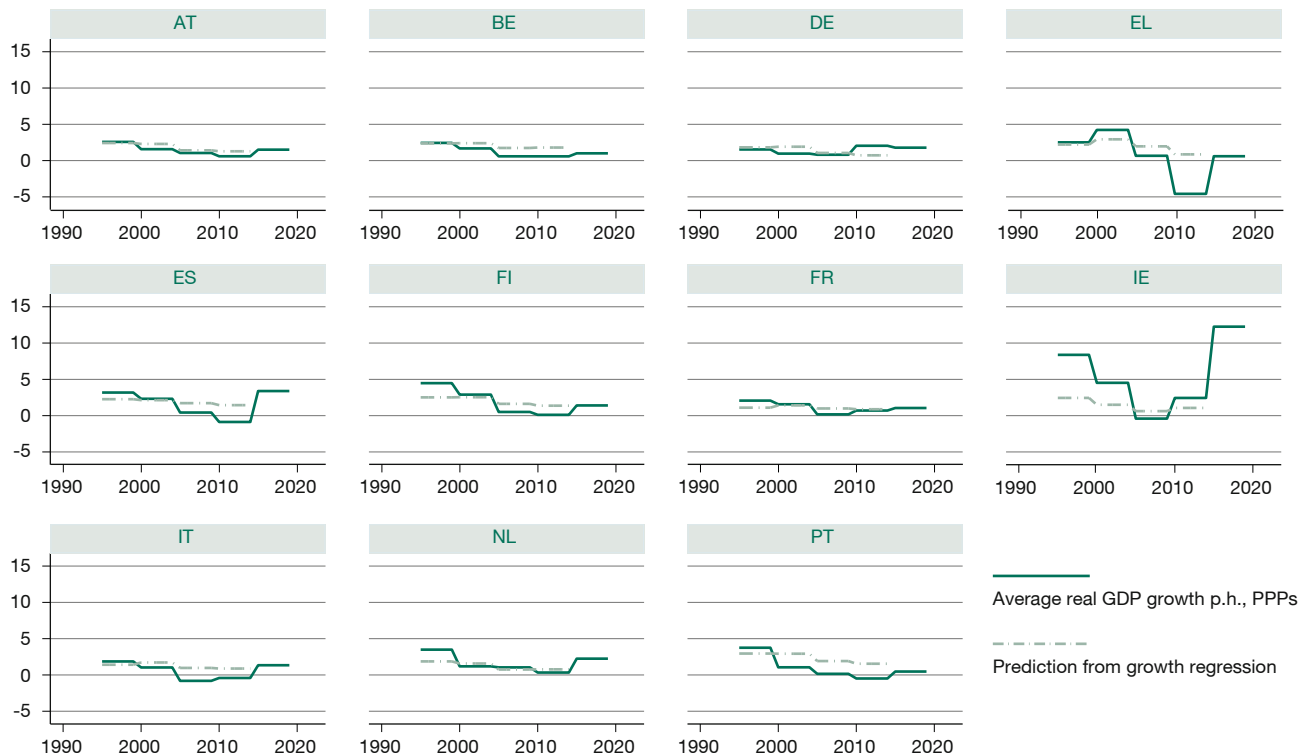 AT BE DE EL
15
10
5
0
-5
1990 2000 2010 2020 1990 2000 2010 2020 1990 2000 2010 2020 1990 2000 2010 2020
ES FI FR IE
15
10
5
0
-5
1990 2000 2010 2020 1990 2000 2010 2020 1990 2000 2010 2020 1990 2000 2010 2020
IT NL PT
15
10
5
0
-5
1990 2000 2010 2020 1990 2000 2010 2020 1990 2000 2010 2020
Average real GDP growth p.h., PPPs
Prediction from growth regression